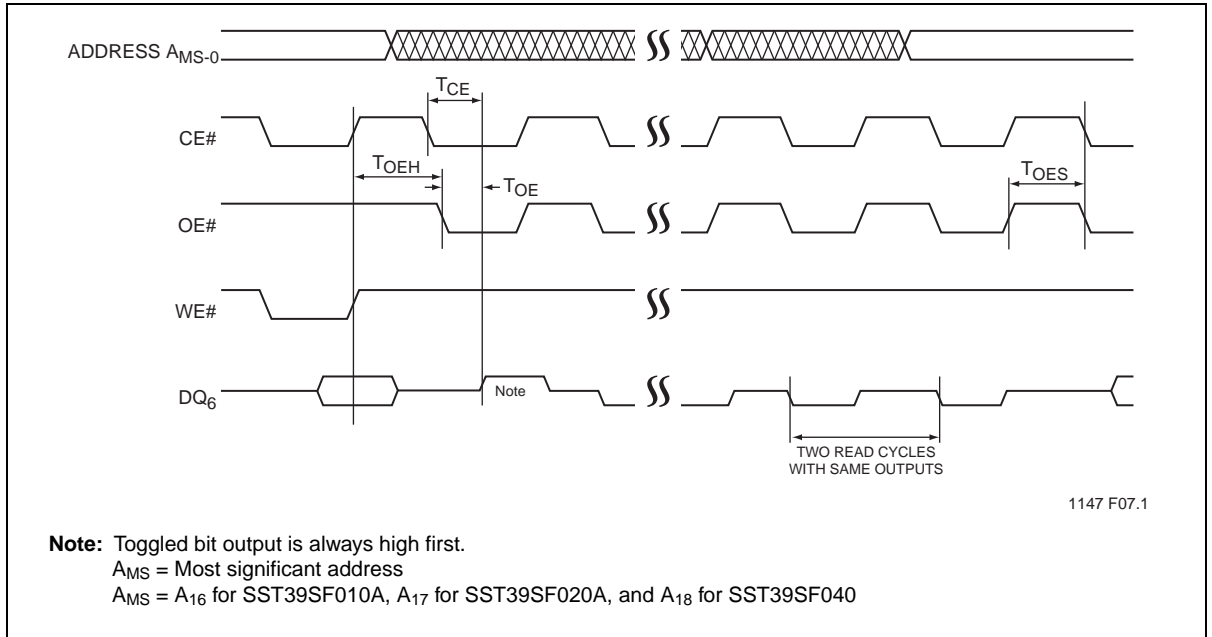 ADDRESS AMS-0
TCE
CE#
TOEH
TOE
TOES
OE#
WE#
DQ6
Note
TWO READ CYCLES
WITH SAME OUTPUTS
1147 F07.1
Note: Toggled bit output is always high first.
AMS = Most significant address
AMS = A16 for SST39SF010A, A17 for SST39SF020A, and A18 for SST39SF040